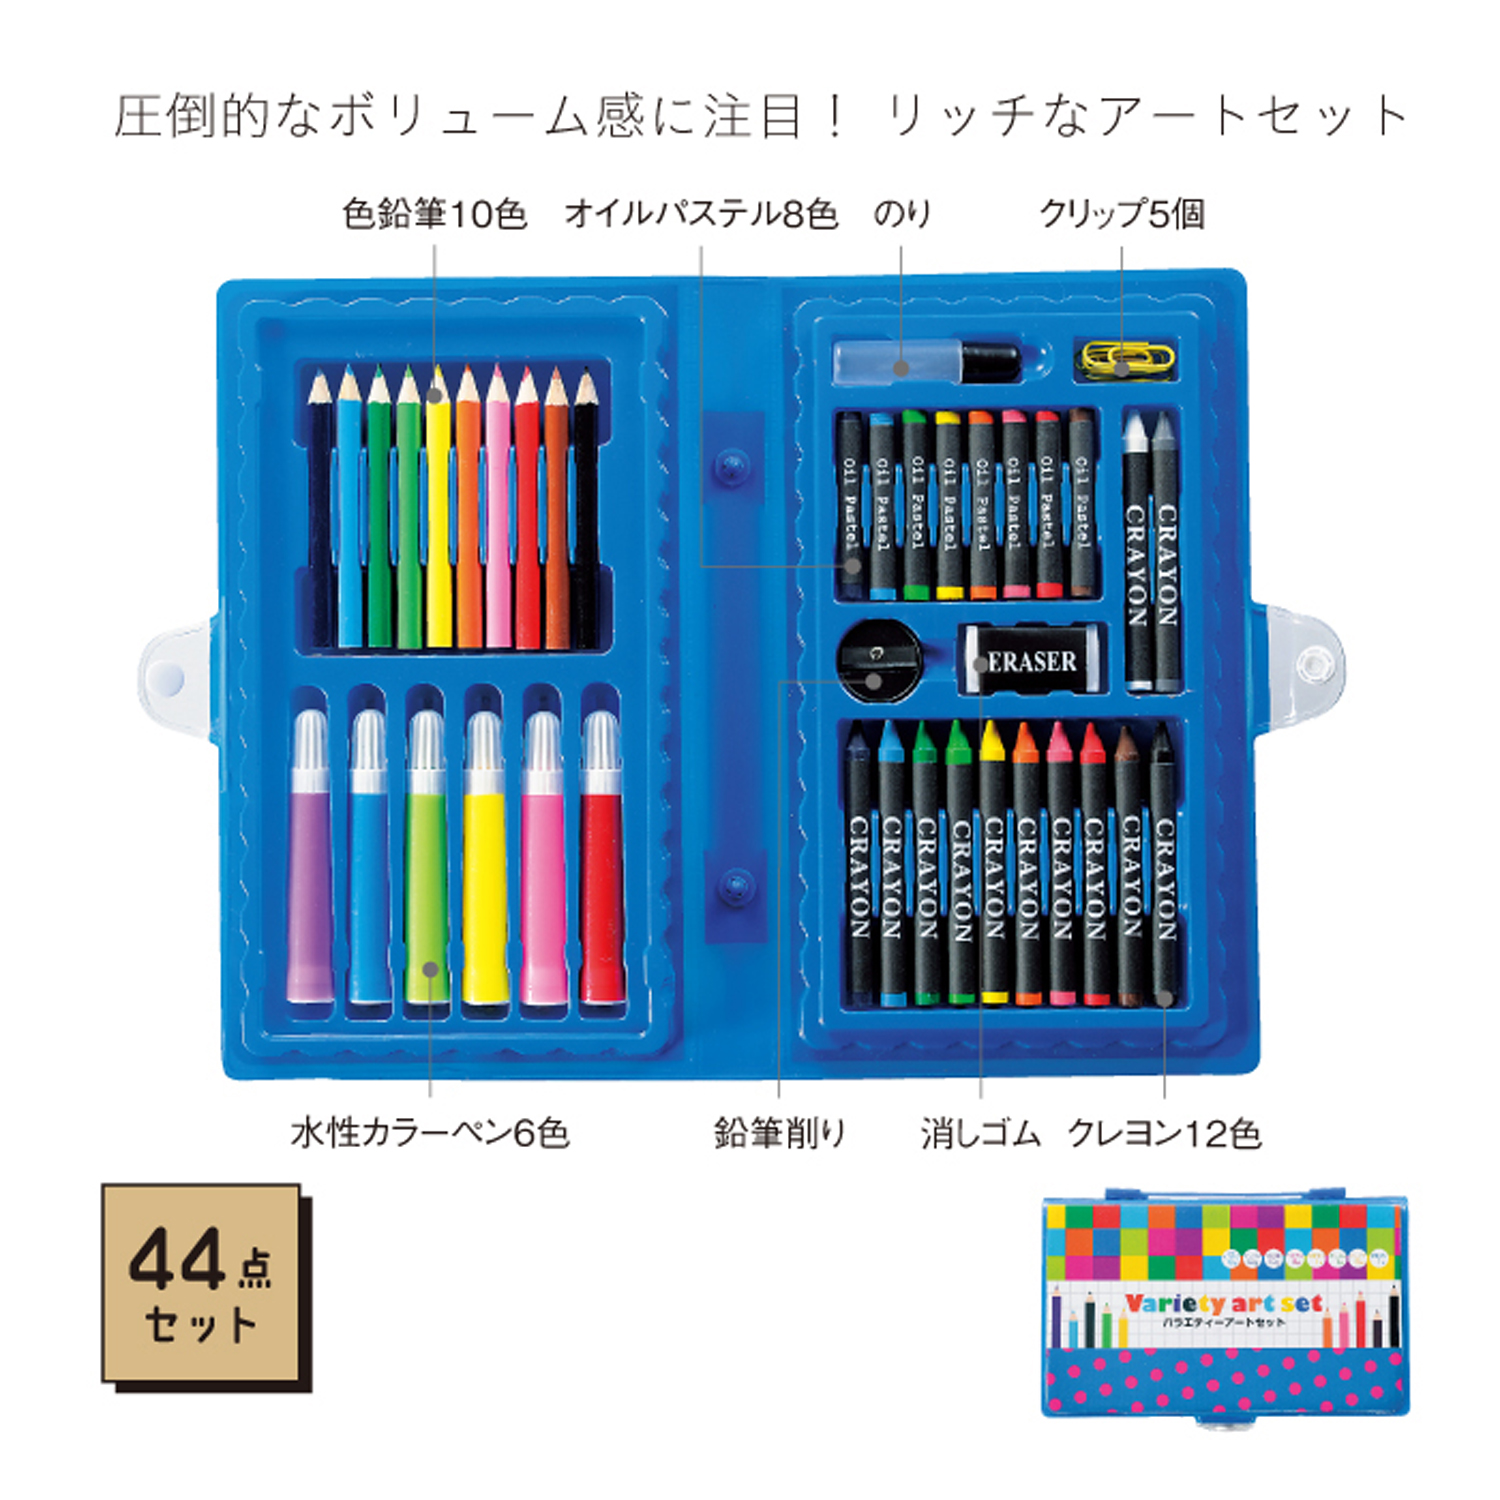 圧倒的なボリューム感に注目！ リッチなアートセット
色鉛筆10色 オイルパステル8色 のり クリップ5個
Oil Pastel
Oil Pastel
Oil Pastel
Oil Pastel
Oil Pastel
Oil Pastel
Oil Pastel
Oil Pastel
CRAYON
CRAYON
ERASER
CRAYON
CRAYON
CRAYON
CRAYON
CRAYON
CRAYON
CRAYON
CRAYON
CRAYON
CRAYON
水性カラーペン6色 鉛筆削り 消しゴム クレヨン12色
44点
セット
Variety art set
バラエティーアートセット